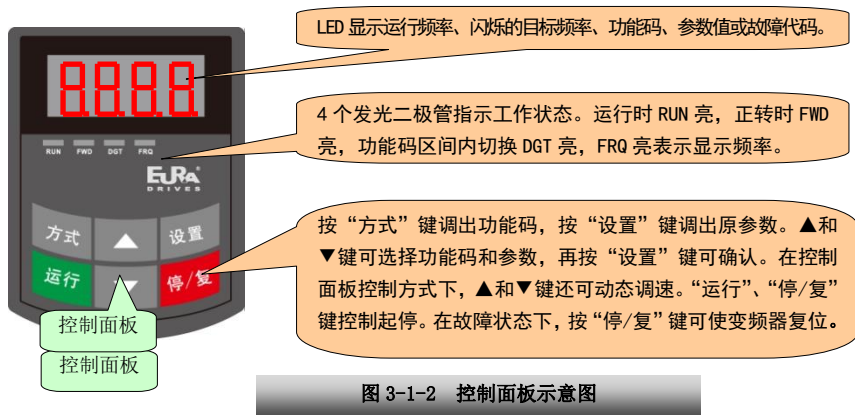 LED 显示运行频率、闪烁的目标频率、功能码、参数值或故障代码。
8.8.8.8
4 个发光二极管指示工作状态。运行时 RUN 亮，正转时 FWD
亮，功能码区间内切换 DGT 亮，FRQ 亮表示显示频率。
RUN FWD DGT FRQ
EURA
DRIVES
方式 ▲ 设置
运行 ▼ 停/复
按“方式”键调出功能码，按“设置”键调出原参数。▲和
▼键可选择功能码和参数，再按“设置”键可确认。在控制
面板控制方式下，▲和▼键还可动态调速。“运行”、“停/复”
键控制起停。在故障状态下，按“停/复”键可使变频器复位。
控制面板
控制面板
图 3-1-2 控制面板示意图